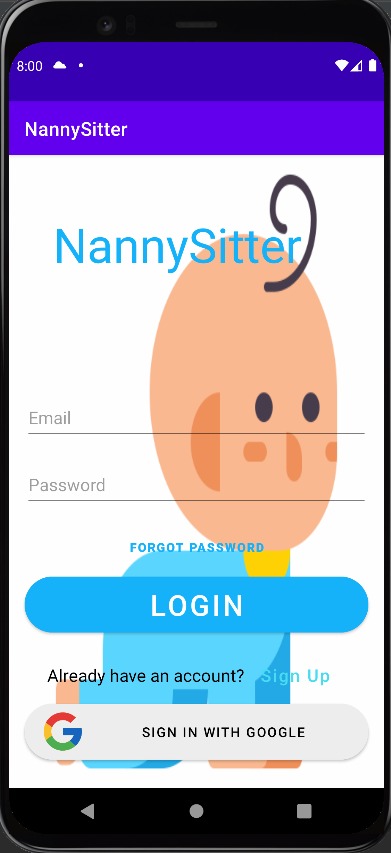 8:00
NannySitter
NannySitter
Email
Password
FORGOT PASSWORD
LOGIN
Already have an account? Sign Up
SIGN IN WITH GOOGLE